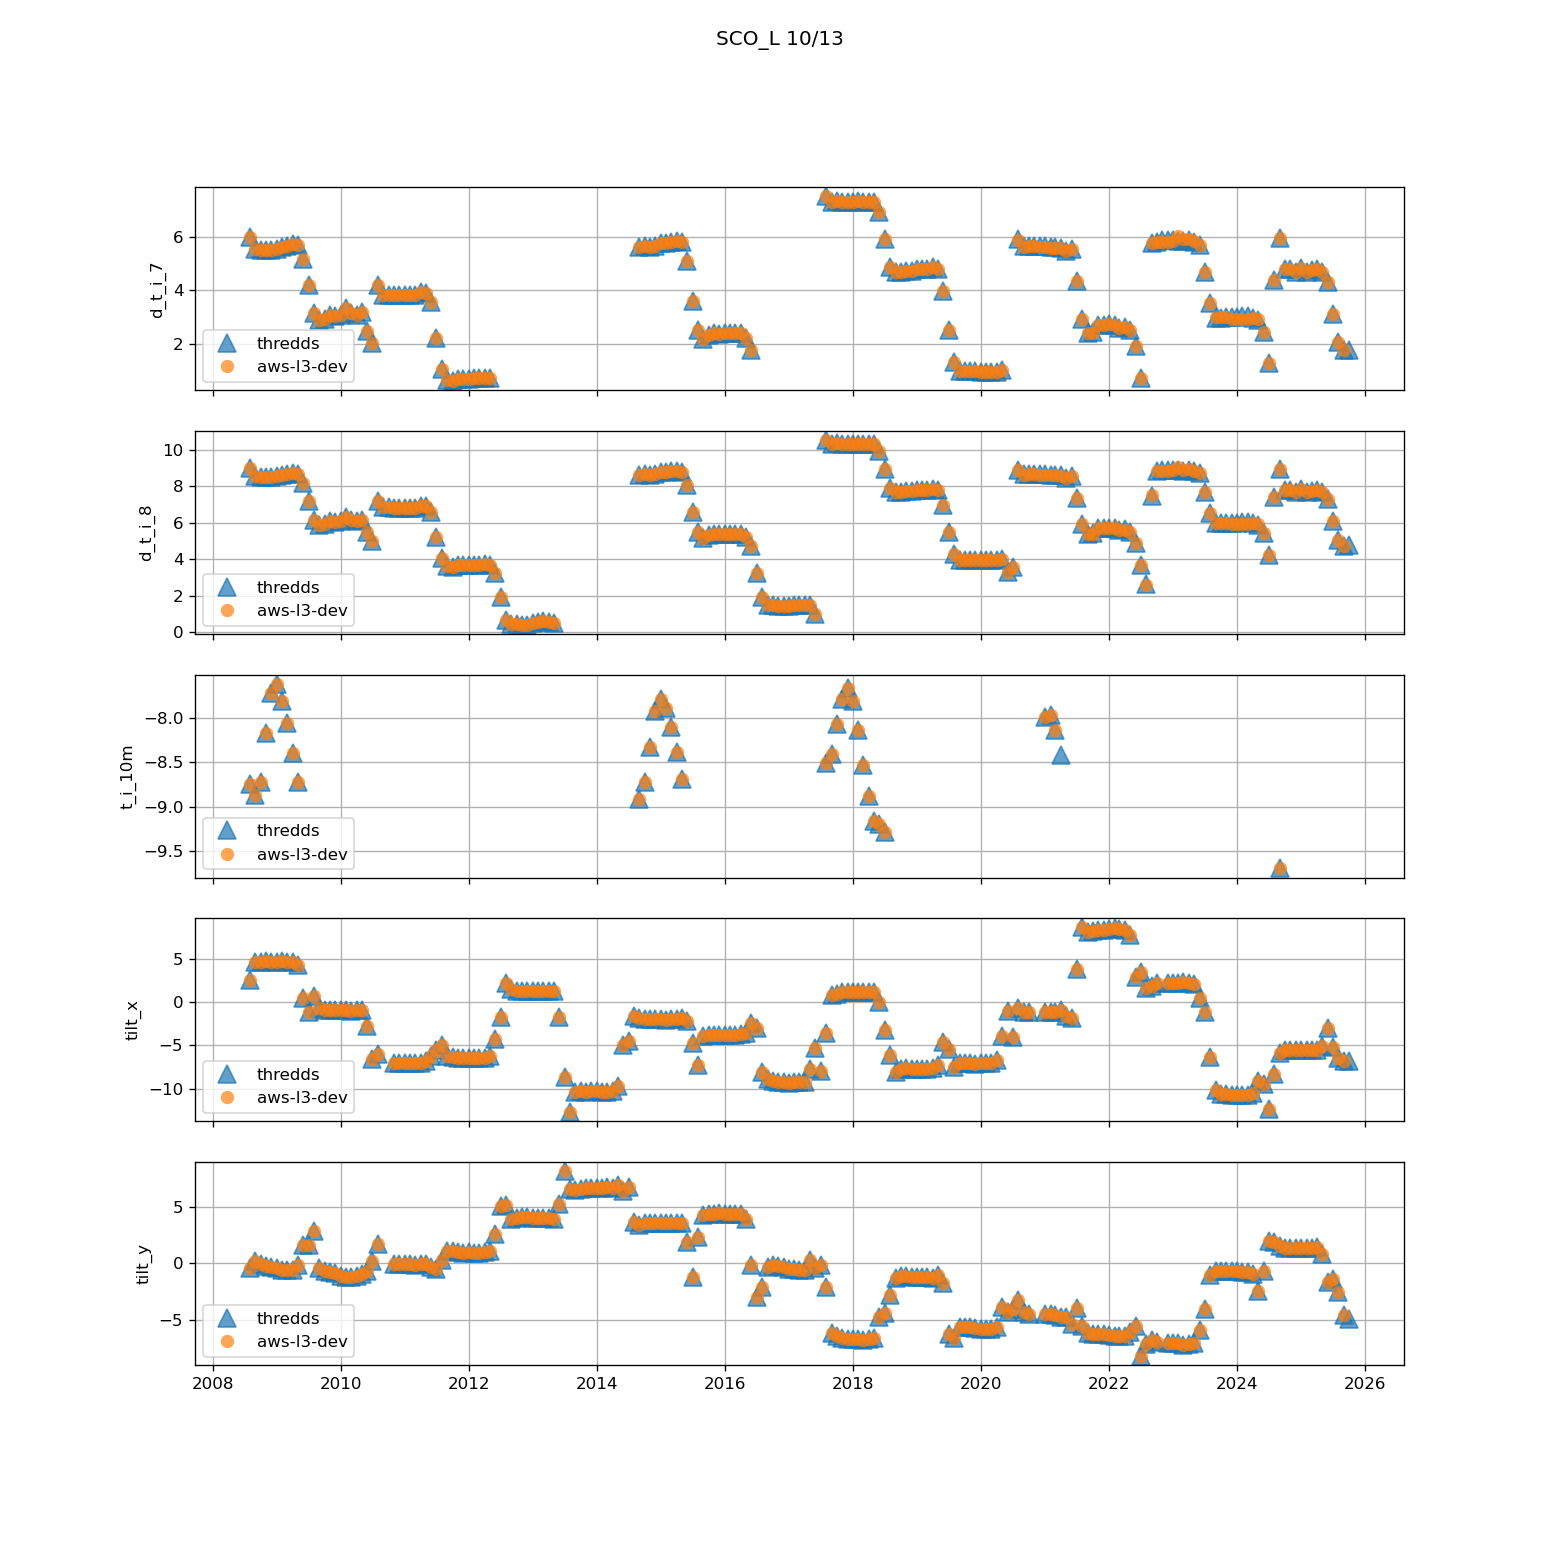 SCO_L 10/13
d_t_i_7
6
4
2
thredds
aws-l3-dev
d_t_i_8
10
8
6
4
2
0
thredds
aws-l3-dev
t_i_10m
−8.0
−8.5
−9.0
−9.5
thredds
aws-l3-dev
tilt_x
5
0
−5
−10
thredds
aws-l3-dev
tilt_y
5
0
−5
thredds
aws-l3-dev
2008 2010 2012 2014 2016 2018 2020 2022 2024 2026